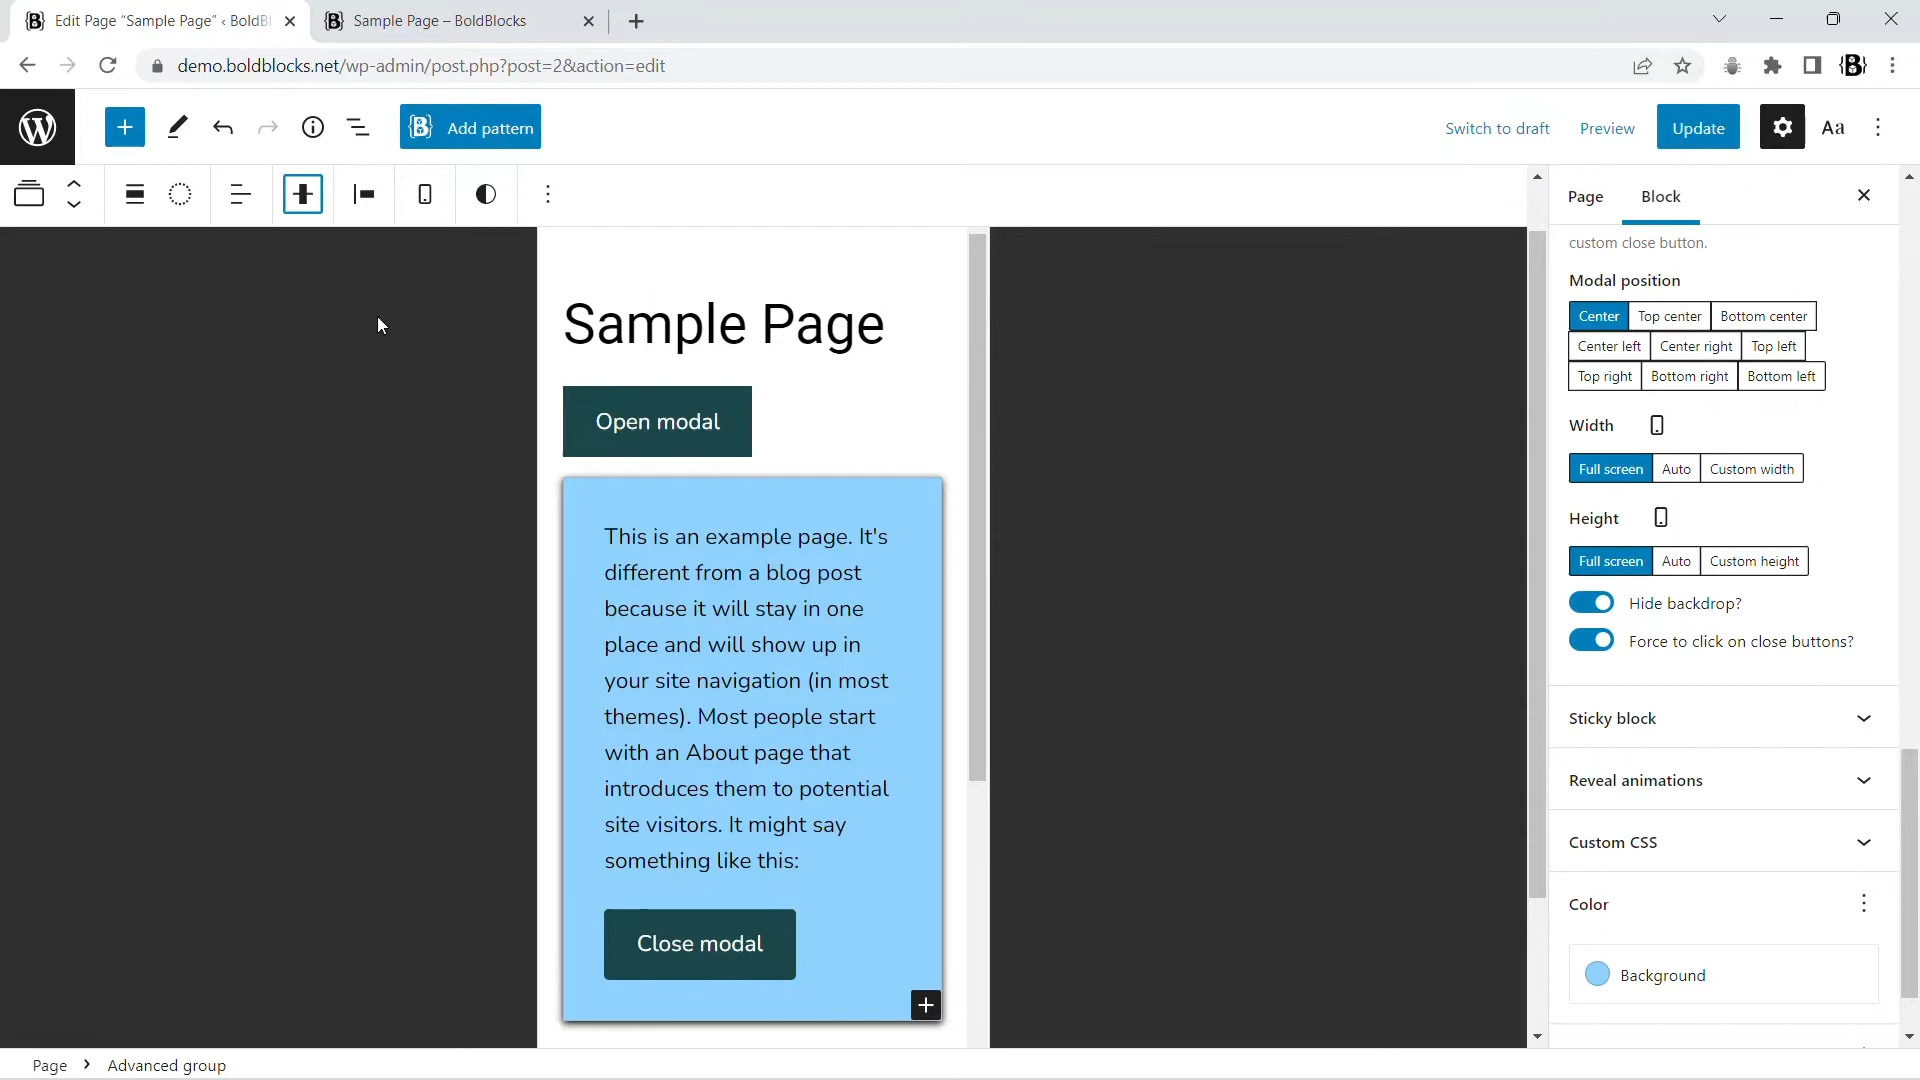 Edit Page “Sample Page” ‹ BoldBl
Sample Page – BoldBlocks
demo.boldblocks.net/wp-admin/post.php?post=2&action=edit
Add pattern
Switch to draft
Preview
Update
Aa
Page
Block
custom close button.
Modal position
Center
Top center
Bottom center
Center left
Center right
Top left
Top right
Bottom right
Bottom left
Width
Full screen
Auto
Custom width
Height
Full screen
Auto
Custom height
Hide backdrop?
Force to click on close buttons?
Sticky block
Reveal animations
Custom CSS
Color
Background
Sample Page
Open modal
This is an example page. It's
different from a blog post
because it will stay in one
place and will show up in
your site navigation (in most
themes). Most people start
with an About page that
introduces them to potential
site visitors. It might say
something like this:
Close modal
Page › Advanced group